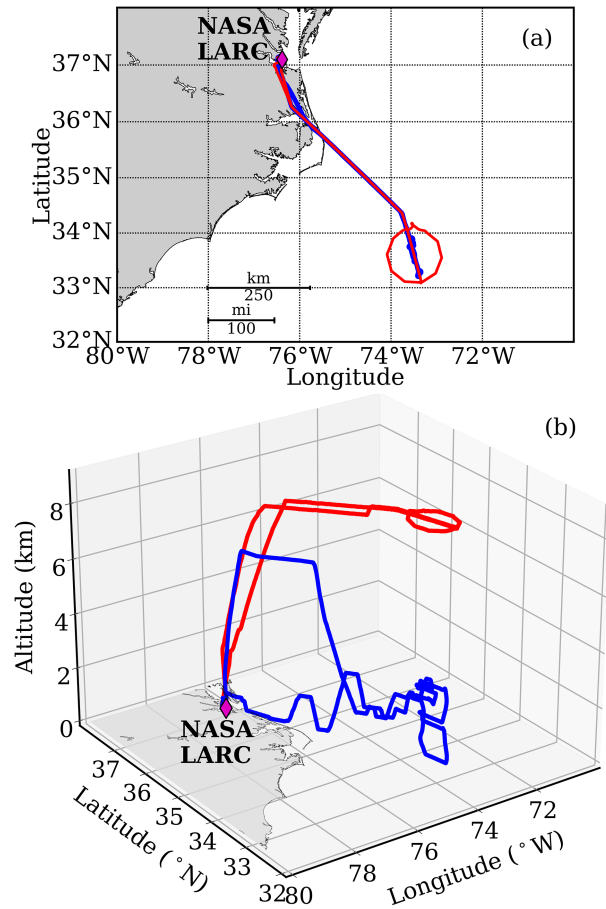 NASA
LARC
(a)
37°N
36°N
35°N
34°N
33°N
32°N
Latitude
km
250
mi
100
80°W 78°W 76°W 74°W 72°W
Longitude
(b)
8
6
4
2
0
Altitude (km)
NASA
LARC
37
36
35
34
33
32
Latitude (°N)
80
78
76
74
72
Longitude (°W)